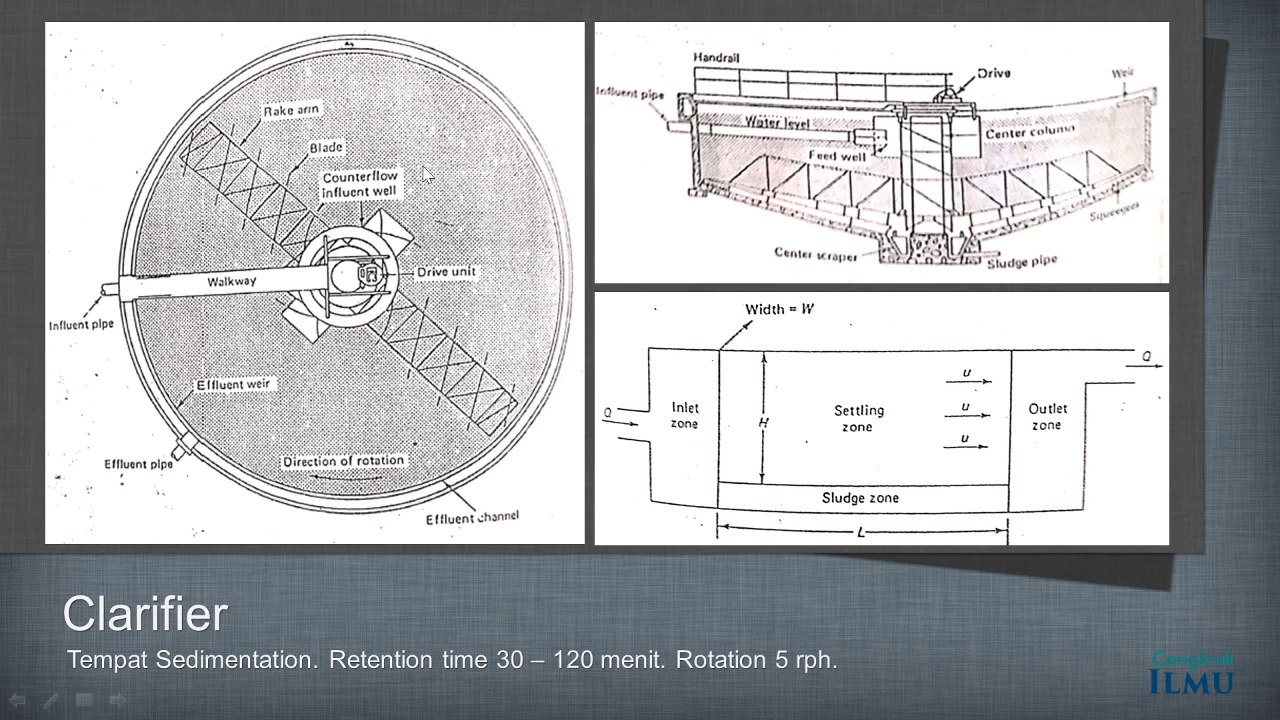 Rake arm
Blade
Counterflow
influent well
Drive unit
Walkway
Influent pipe
Effluent weir
Effluent pipe
Direction of rotation
Effluent channel
Handrail
Drive
Weir
Influent pipe
Water level
Center column
Feed well
Squeegees
Center scraper
Sludge pipe
Width = W
Q
Inlet
zone
H
Settling
zone
u
u
u
Outlet
zone
Q
Sludge zone
L
Clarifier
Tempat Sedimentation. Retention time 30 – 120 menit. Rotation 5 rph.
Cangkruk
ILMU